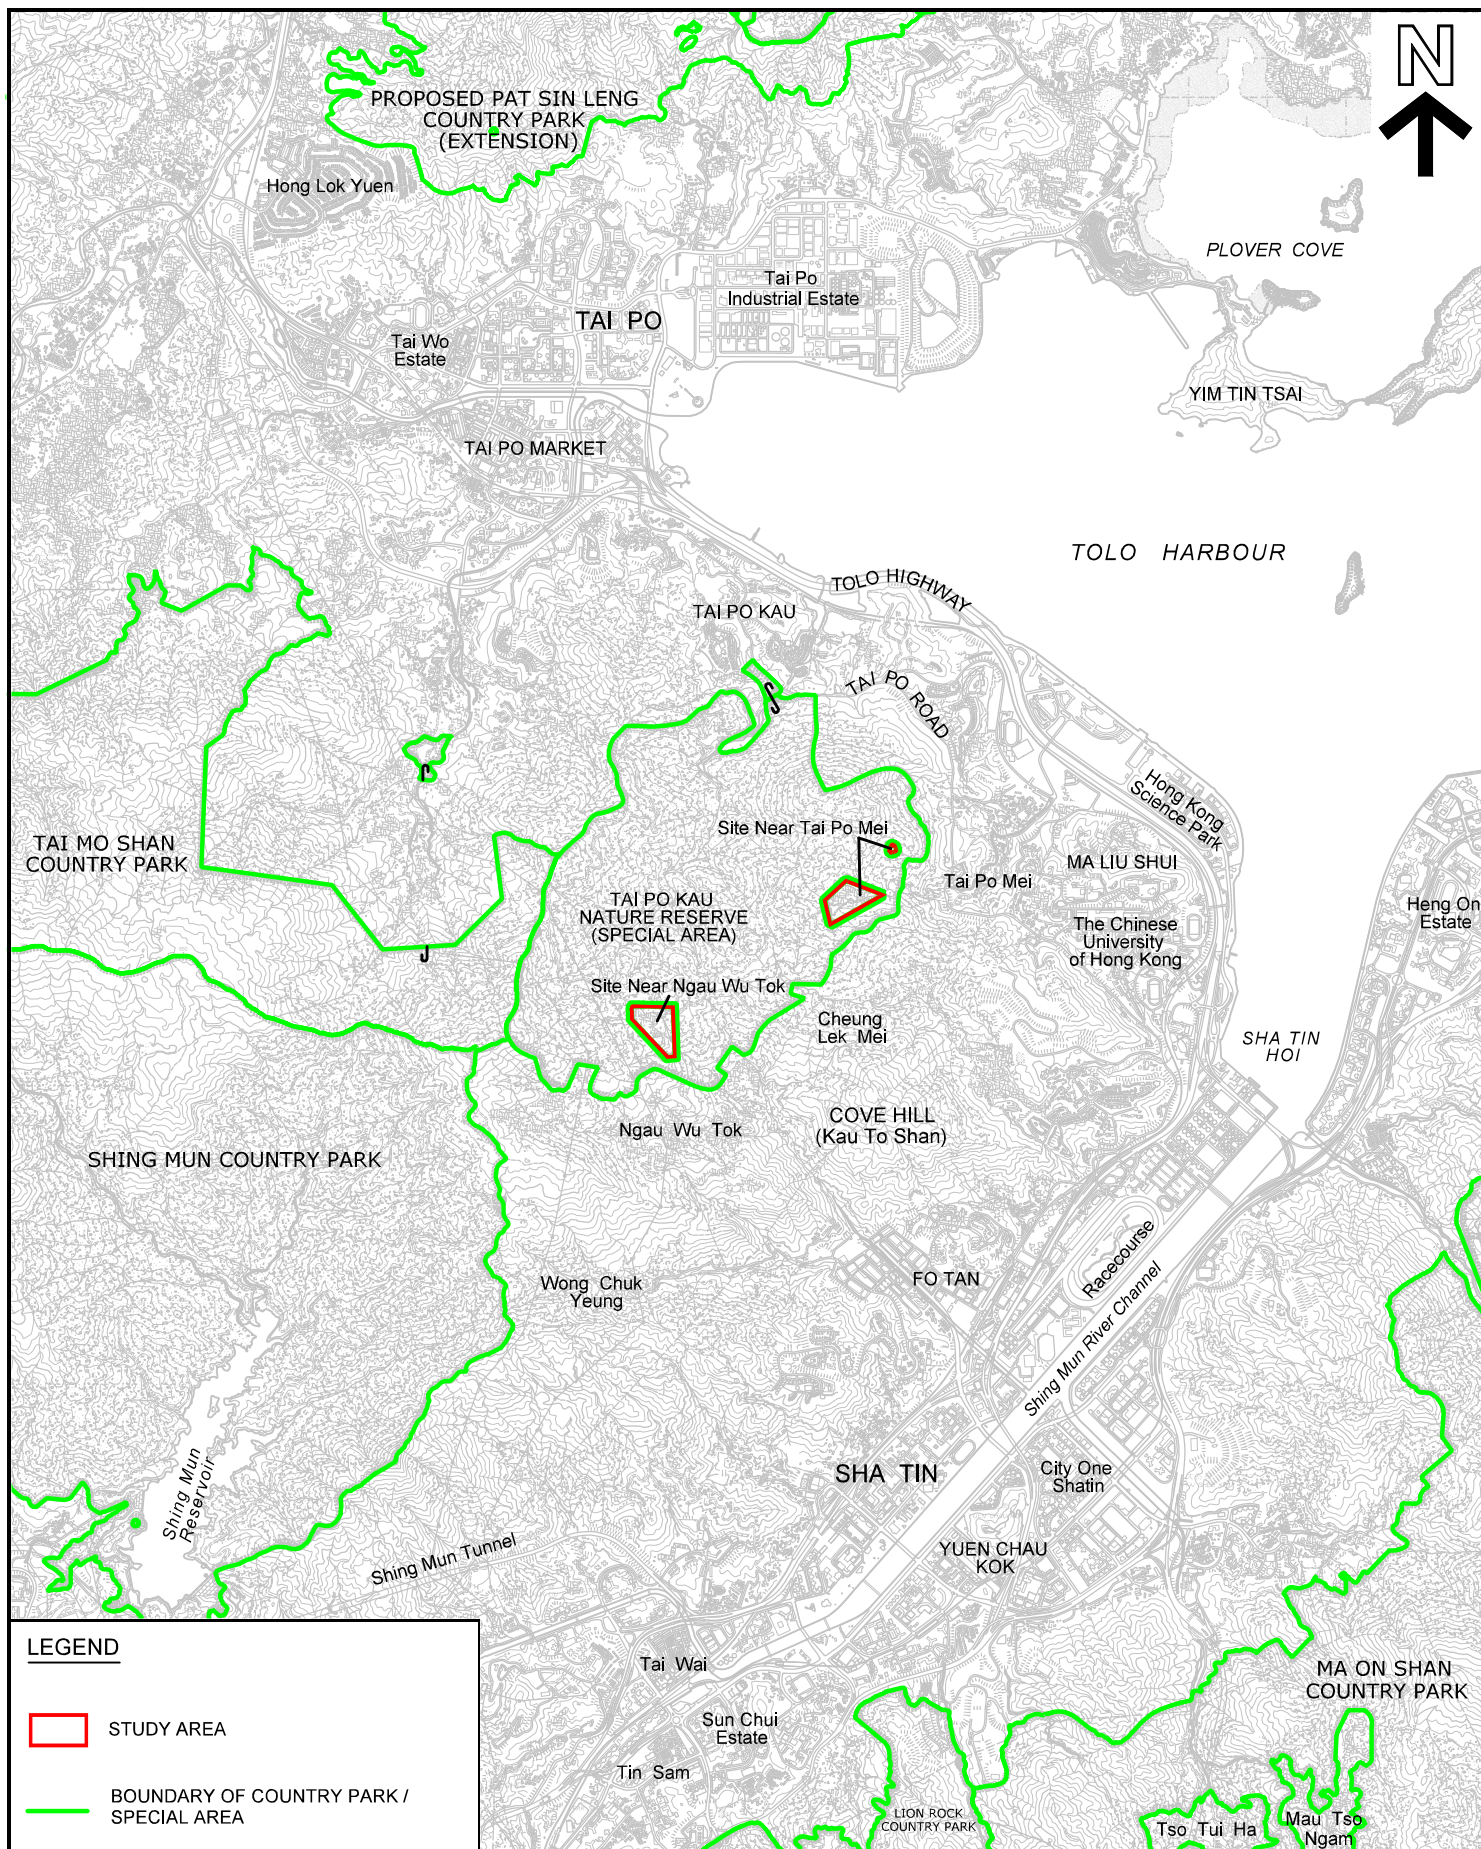 N
PROPOSED PAT SIN LENG
COUNTRY PARK
(EXTENSION)
Hong Lok Yuen
PLOVER COVE
Tai Po
Industrial Estate
TAI PO
Tai Wo
Estate
YIM TIN TSAI
TAI PO MARKET
TOLO HARBOUR
TOLO HIGHWAY
TAI PO KAU
TAI PO ROAD
Hong Kong
Science Park
Site Near Tai Po Mei
TAI MO SHAN
COUNTRY PARK
MA LIU SHUI
Tai Po Mei
TAI PO KAU
NATURE RESERVE
(SPECIAL AREA)
Heng On
Estate
The Chinese
University
of Hong Kong
Site Near Ngau Wu Tok
Cheung
Lek Mei
SHA TIN
HOI
COVE HILL
(Kau To Shan)
Ngau Wu Tok
SHING MUN COUNTRY PARK
Racecourse
Wong Chuk
Yeung
FO TAN
Shing Mun River Channel
SHA TIN
City One
Shatin
Shing Mun
Reservoir
Shing Mun Tunnel
YUEN CHAU
KOK
Tai Wai
MA ON SHAN
COUNTRY PARK
Sun Chui
Estate
Tin Sam
LION ROCK
COUNTRY PARK
Tso Tui Ha
Mau Tso
Ngam
LEGEND
STUDY AREA
BOUNDARY OF COUNTRY PARK /
SPECIAL AREA